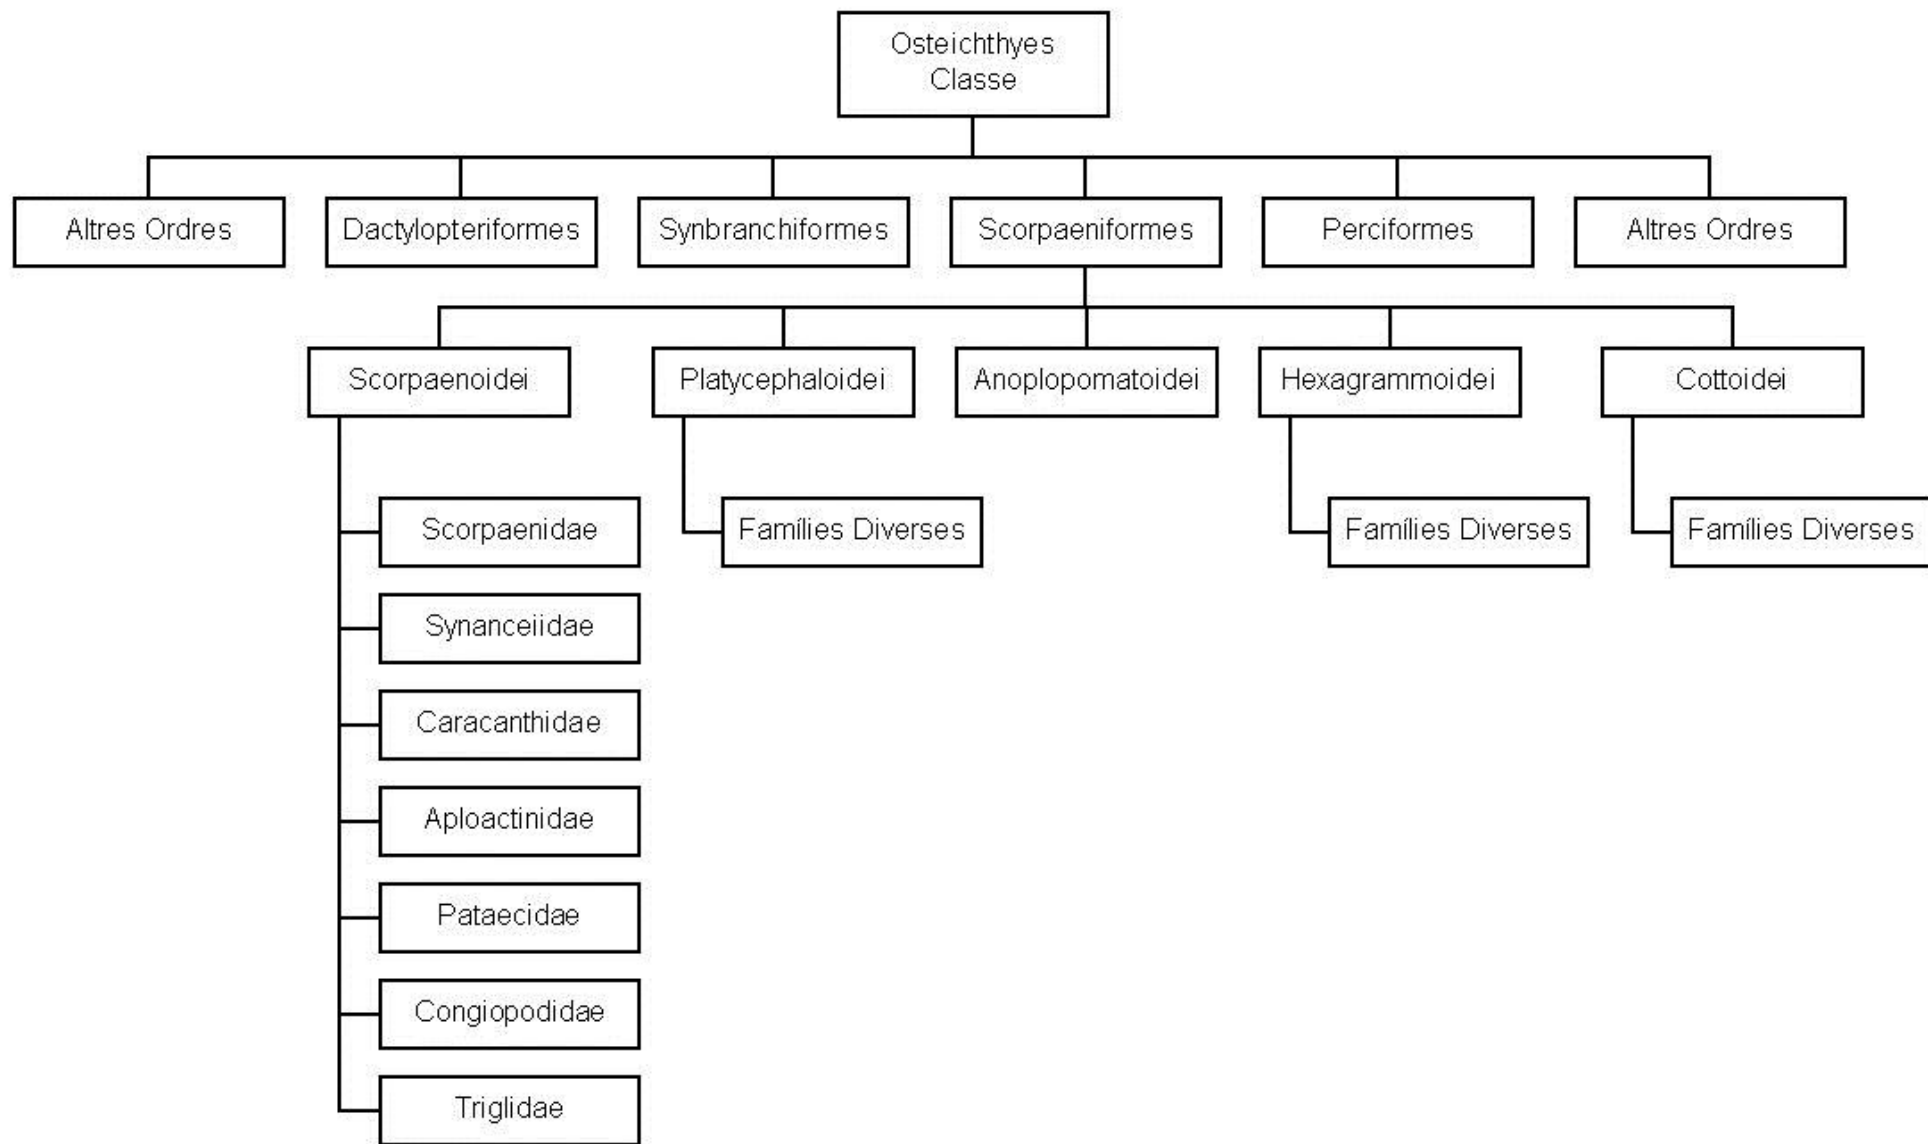 Osteichthyes
Classe
Altres Ordres
Dactylopteriformes
Synbranchiformes
Scorpaeniformes
Perciformes
Altres Ordres
Scorpaenoidei
Platycephaloidei
Anoplopomatoidei
Hexagrammoidei
Cottoidei
Scorpaenidae
Famílies Diverses
Famílies Diverses
Famílies Diverses
Synanceiidae
Caracanthidae
Aploactinidae
Pataecidae
Congiopodidae
Triglidae